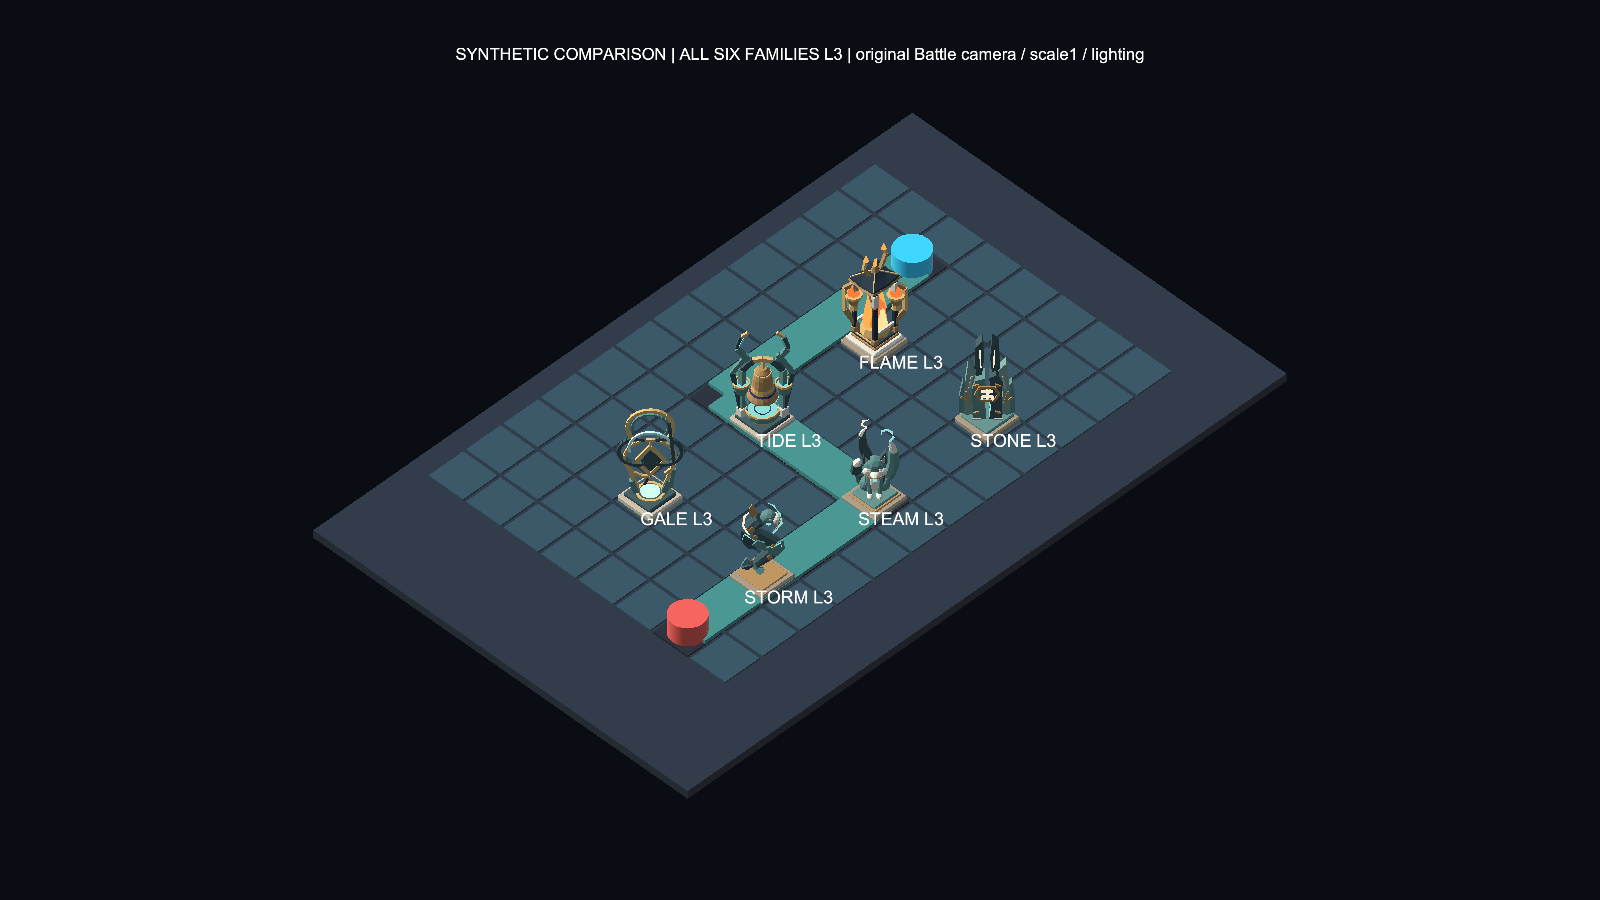 SYNTHETIC COMPARISON | ALL SIX FAMILIES L3 | original Battle camera / scale1 / lighting
FLAME L3
TIDE L3
STONE L3
GALE L3
STEAM L3
STORM L3